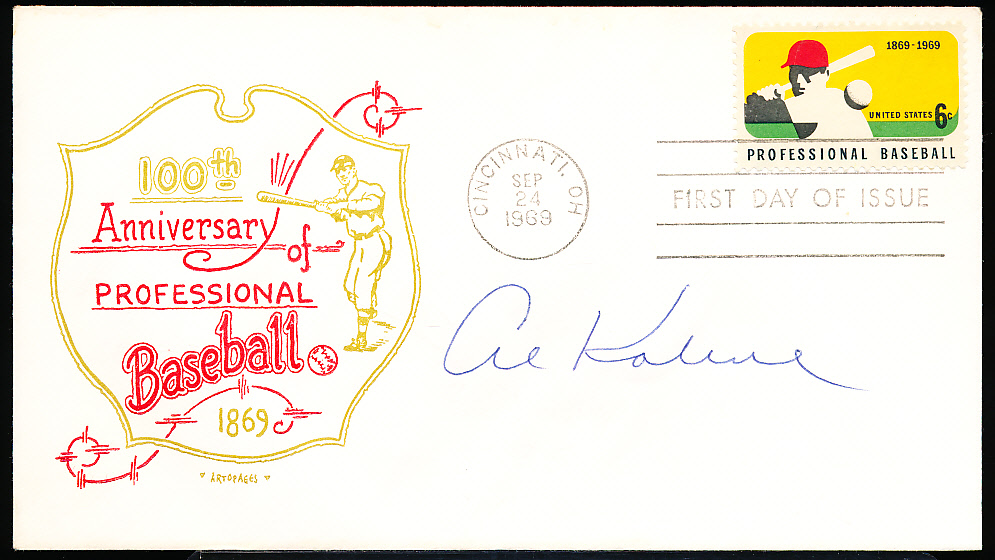 100th
Anniversary
of
PROFESSIONAL
Baseball
1869
ARTOPAGES
CINCINNATI, OH
SEP
24
1969
1869-1969
UNITED STATES 6c
PROFESSIONAL BASEBALL
FIRST DAY OF ISSUE
Al Kaline